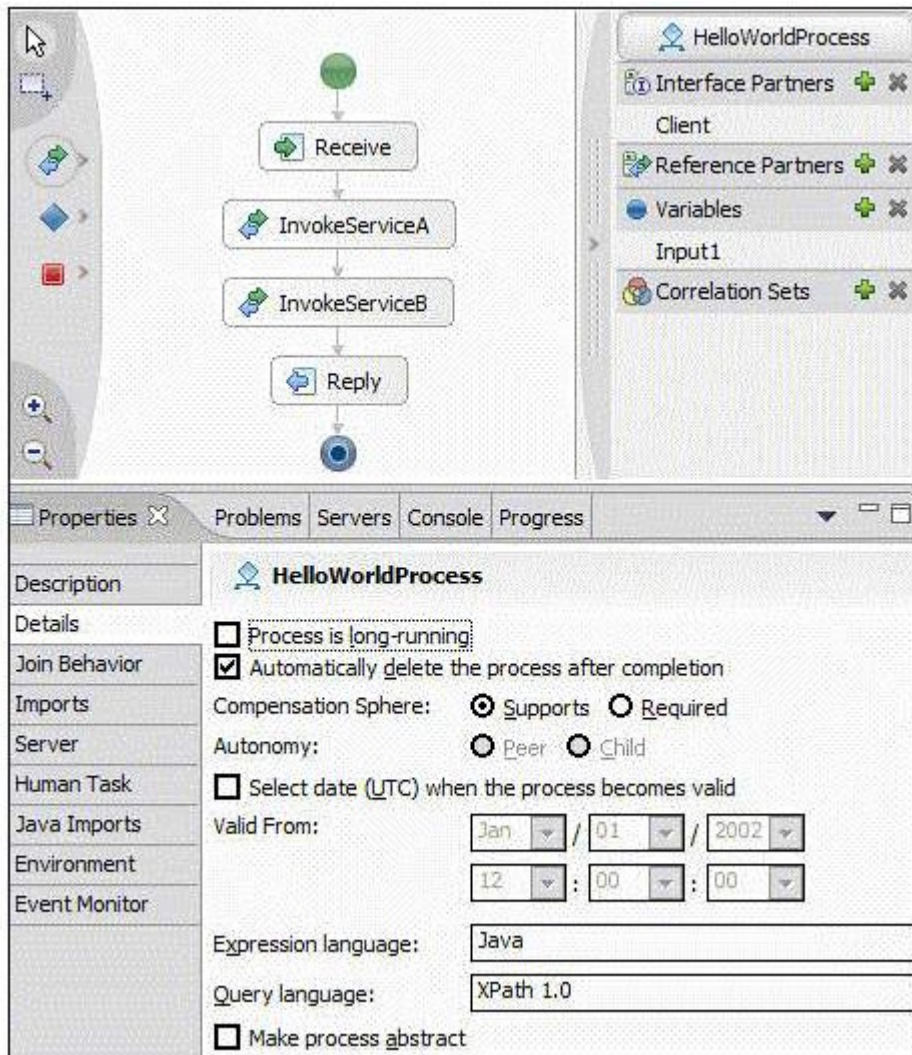 Receive
InvokeServiceA
InvokeServiceB
Reply
HelloWorldProcess
Interface Partners
Client
Reference Partners
Variables
Input1
Correlation Sets
Properties Problems Servers Console Progress
Description
Details
Join Behavior
Imports
Server
Human Task
Java Imports
Environment
Event Monitor
HelloWorldProcess
Process is long-running
Automatically delete the process after completion
Compensation Sphere: Supports Required
Autonomy: Peer Child
Select date (UTC) when the process becomes valid
Valid From: Jan / 01 / 2002
12 : 00 : 00
Expression language: Java
Query language: XPath 1.0
Make process abstract